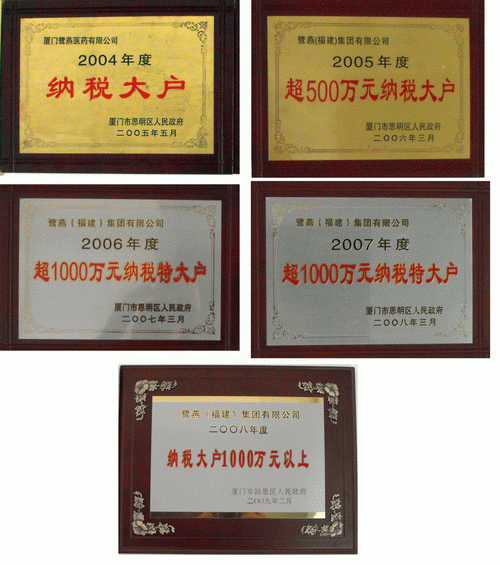 厦门鹭燕医药有限公司
2004年度
纳税大户
厦门市思明区人民政府
二〇〇五年五月
鹭燕(福建)集团有限公司
2005年度
超500万元纳税大户
厦门市思明区人民政府
二〇〇六年三月
鹭燕（福建）集团有限公司
2006年度
超1000万元纳税特大户
厦门市思明区人民政府
二〇〇七年三月
鹭燕（福建）集团有限公司
2007年度
超1000万元纳税特大户
厦门市思明区人民政府
二〇〇八年三月
鹭燕（福建）集团有限公司
二〇〇八年度
纳税大户1000万元以上
厦门市湖里区人民政府
二〇〇九年二月